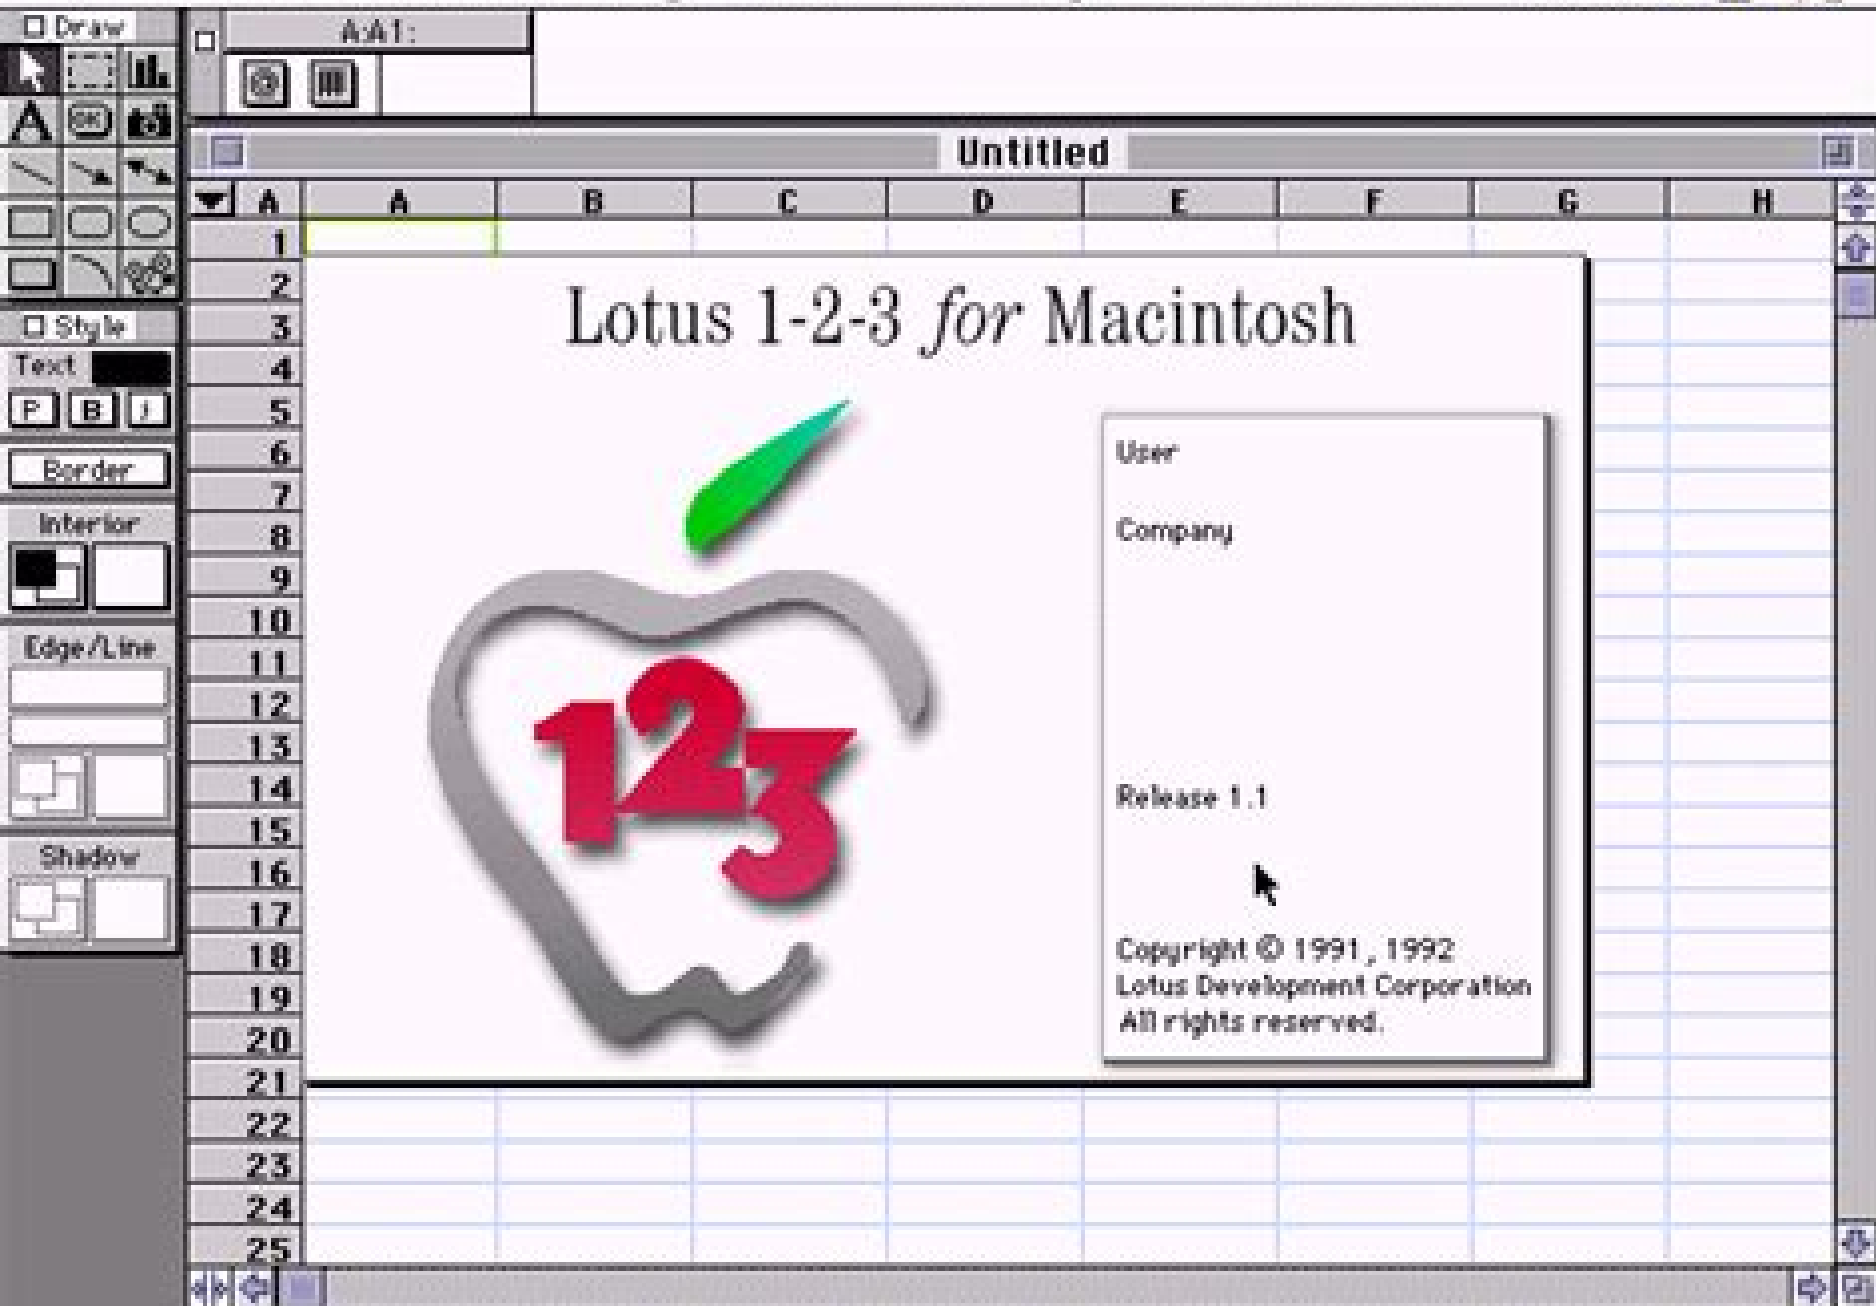 Draw
A:A1:
A
OK
Untitled
A A B C D E F G H
1
2
3
4
5
6
7
8
9
10
11
12
13
14
15
16
17
18
19
20
21
22
23
24
25
Style
Text
P B I
Border
Interior
Edge/Line
Shadow
Lotus 1-2-3 for Macintosh
123
User
Company
Release 1.1
Copyright © 1991, 1992
Lotus Development Corporation
All rights reserved.